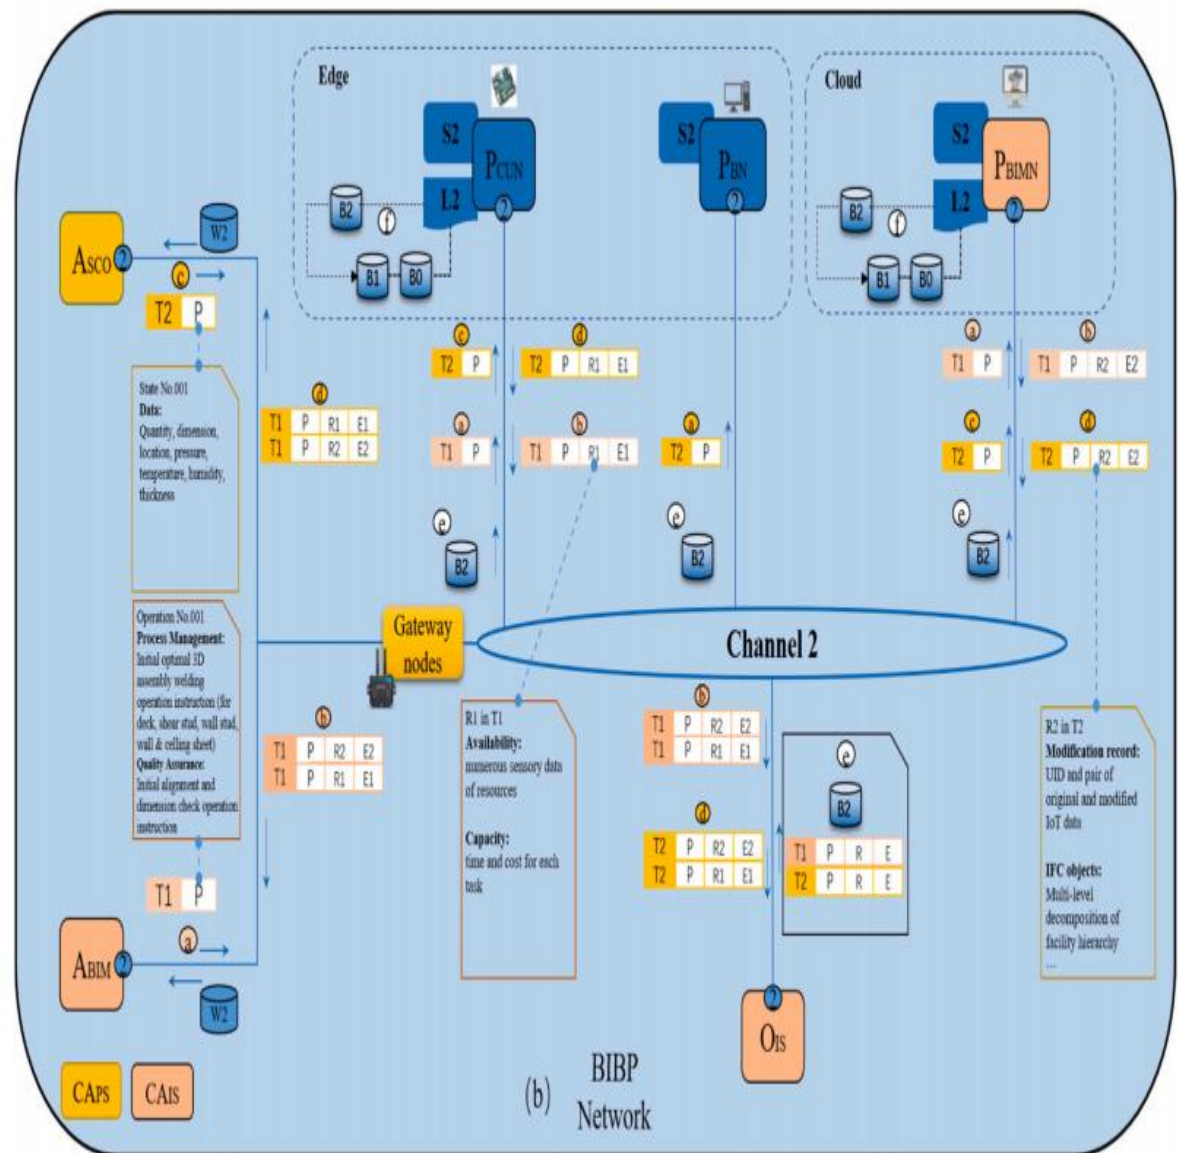 Edge
Cloud
S2
PCUN
L2
2
B2
f
B1
B0
S2
PBN
2
S2
PBIMN
L2
2
B2
f
B1
B0
W2
ASCO
2
c
T2 P
State No.001
Data:
Quantity, dimension,
location, pressure,
temperature, humidity,
thickness
d
T1 P R1 E1
T1 P R2 E2
c
T2 P
d
T2 P R1 E1
a
T1 P
b
T1 P R1 E1
a
T2 P
a
T1 P
b
T1 P R2 E2
c
T2 P
d
T2 P R2 E2
e
B2
e
B2
e
B2
Operation No.001
Process Management:
Initial optimal 3D
assembly welding
operation instruction (for
deck, shear stud, wall stud,
wall & celling sheet)
Quality Assurance:
Initial alignment and
dimension check operation
instruction
Gateway
nodes
Channel 2
b
T1 P R2 E2
T1 P R1 E1
R1 in T1
Availability:
numerous sensory data
of resources
Capacity:
time and cost for each
task
b
T1 P R2 E2
T1 P R1 E1
d
T2 P R2 E2
T2 P R1 E1
e
B2
T1 P R E
T2 P R E
R2 in T2
Modification record:
UID and pair of
original and modified
IoT data
IFC objects:
Multi-level
decomposition of
facility hierarchy
...
T1 P
a
ABIM
2
W2
2
OIS
CAPS
CAIS
(b)
BIBP
Network